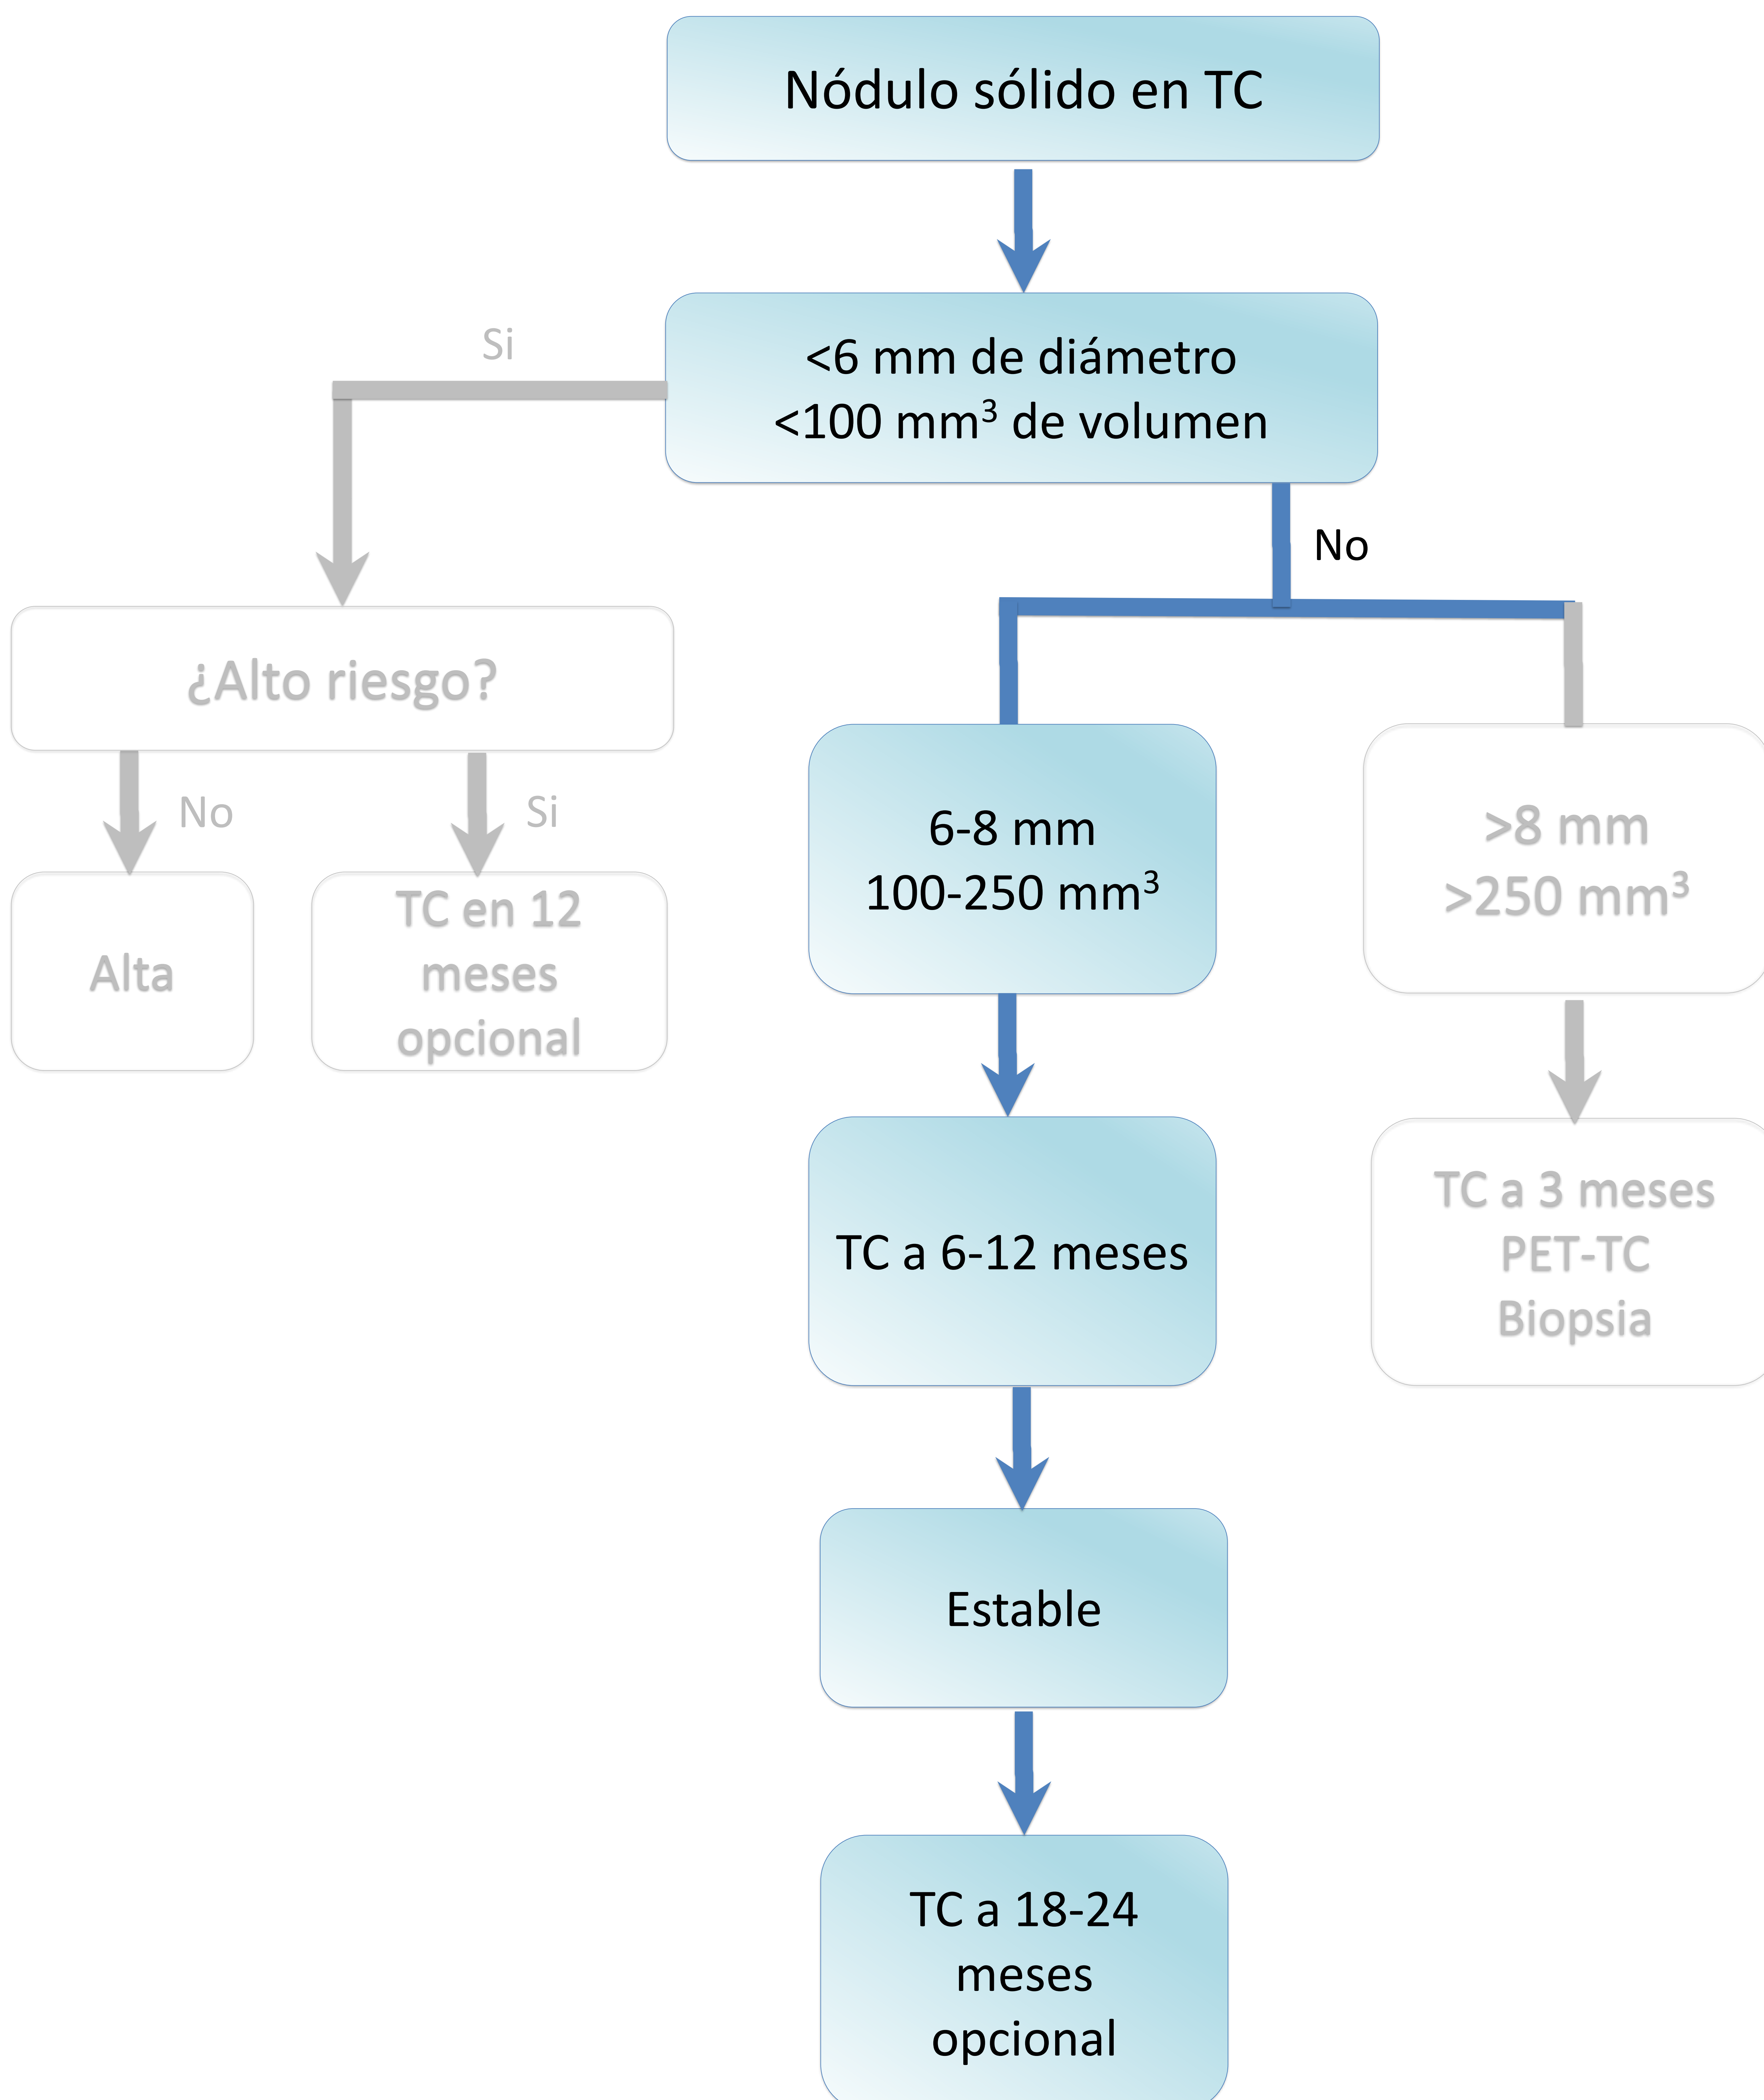 Nódulo sólido en TC
Si
<6 mm de diámetro
<100 mm³ de volumen
No
¿Alto riesgo?
No
Si
Alta
TC en 12
meses
opcional
6-8 mm
100-250 mm³
>8 mm
>250 mm³
TC a 6-12 meses
TC a 3 meses
PET-TC
Biopsia
Estable
TC a 18-24
meses
opcional